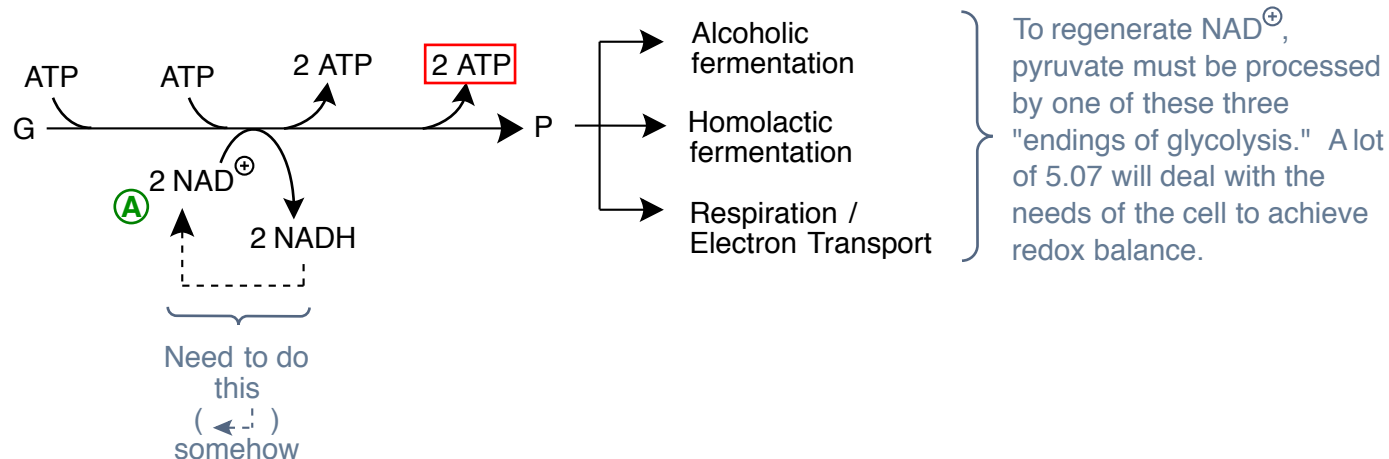 ATP
ATP
2 ATP
2 ATP
G
P
2 NAD⊕
A
2 NADH
Need to do
this
( )
somehow
Alcoholic
fermentation
Homolactic
fermentation
Respiration /
Electron Transport
To regenerate NAD⊕,
pyruvate must be processed
by one of these three
"endings of glycolysis." A lot
of 5.07 will deal with the
needs of the cell to achieve
redox balance.